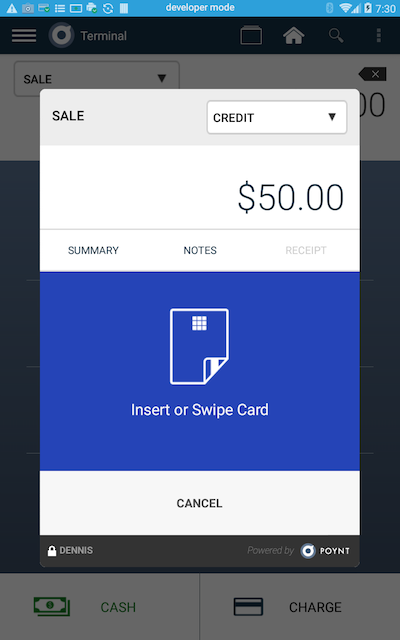 developer mode
7:30
Terminal
SALE
00
SALE
CREDIT
$50.00
SUMMARY
NOTES
RECEIPT
Insert or Swipe Card
CANCEL
DENNIS
Powered by
POYNT
CASH
CHARGE